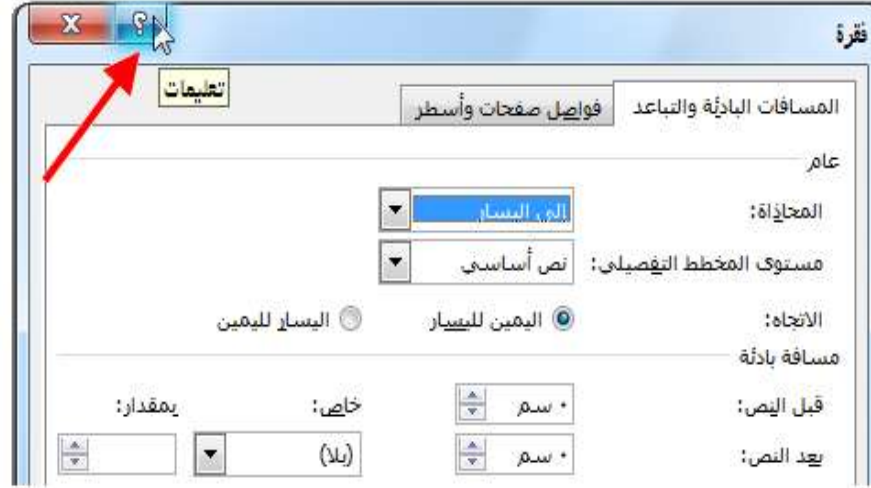 فقرة ؟ X
تعليمات
المسافات البادئة والتباعد فواصل صفحات وأسطر
عام
المحاذاة: إلى اليسار
مستوى المخطط التفصيلي: نص أساسي
الاتجاه: اليمين لليسار اليسار لليمين
مسافة بادئة
قبل النص: ٠ سم خاص: بمقدار:
بعد النص: ٠ سم (بلا)